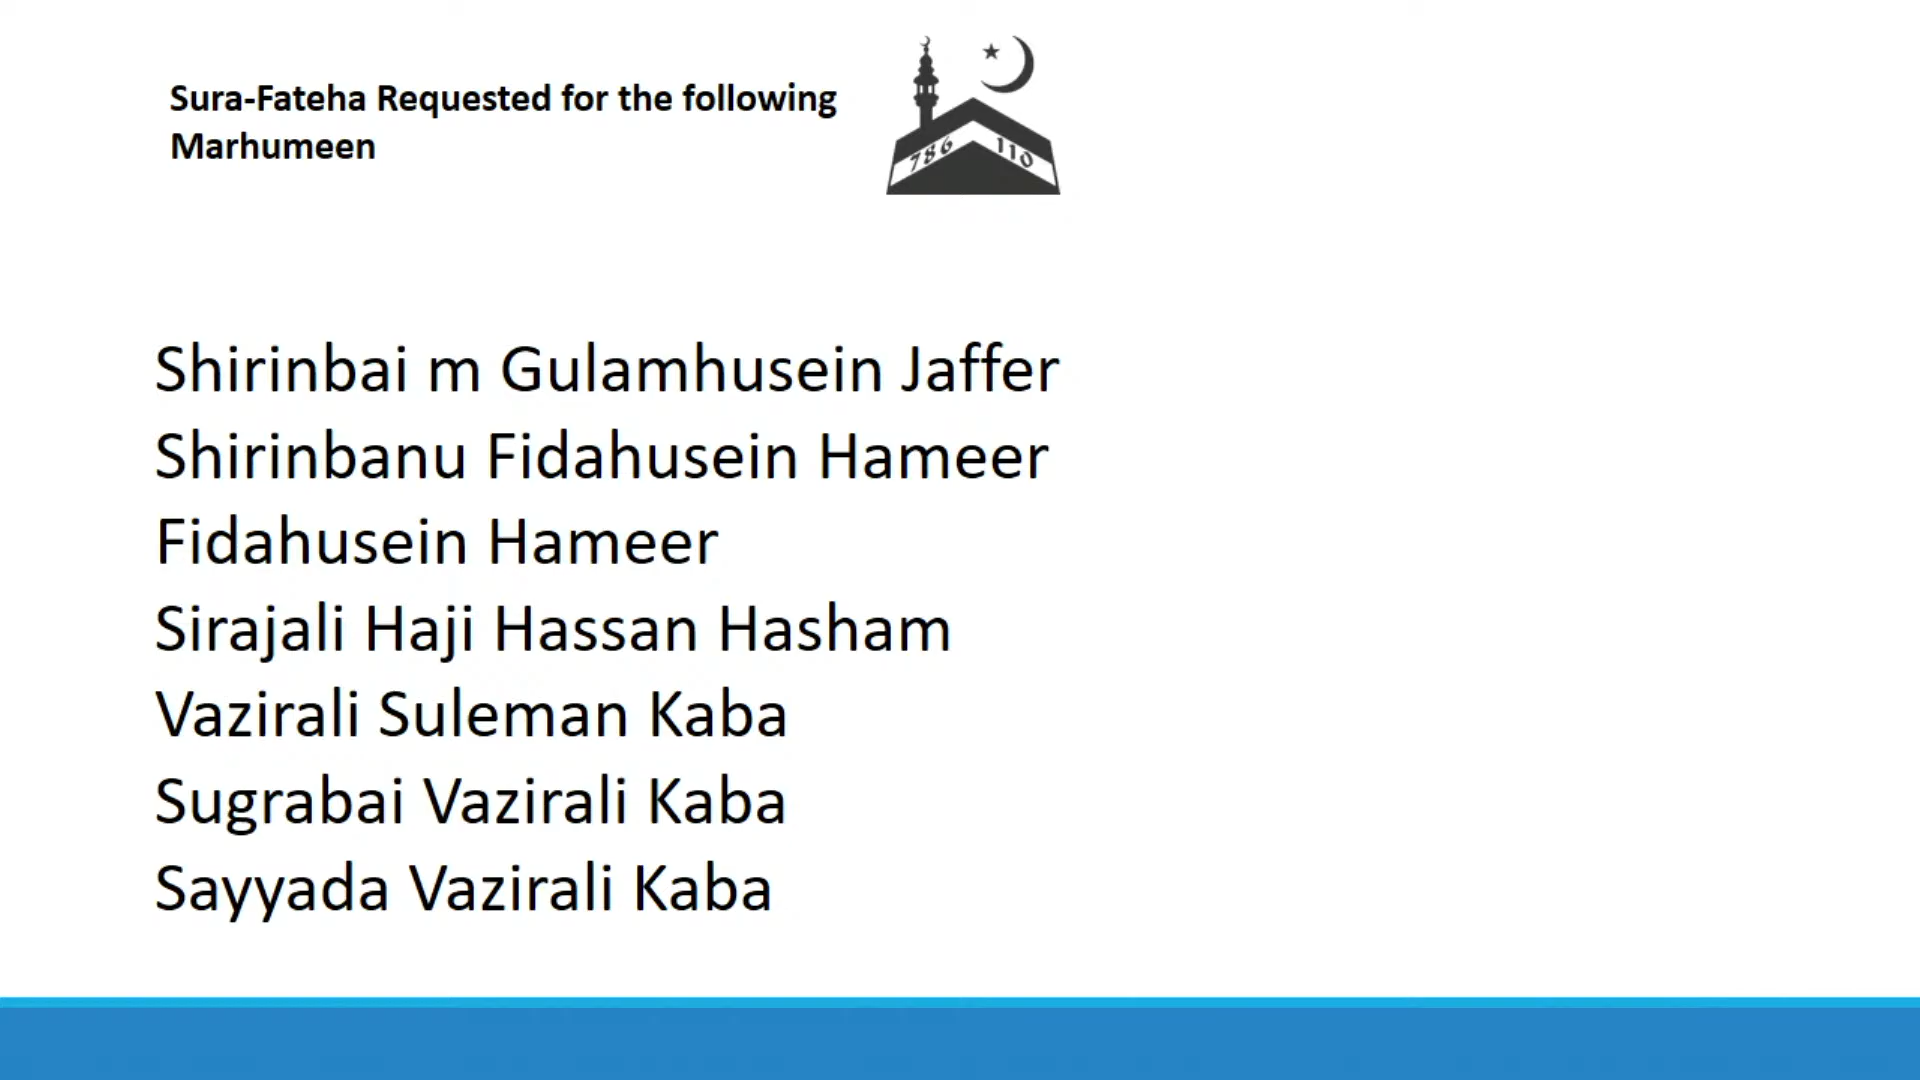 Sura-Fateha Requested for the following
Marhumeen
786 110
Shirinbai m Gulamhusein Jaffer
Shirinbanu Fidahusein Hameer
Fidahusein Hameer
Sirajali Haji Hassan Hasham
Vazirali Suleman Kaba
Sugrabai Vazirali Kaba
Sayyada Vazirali Kaba